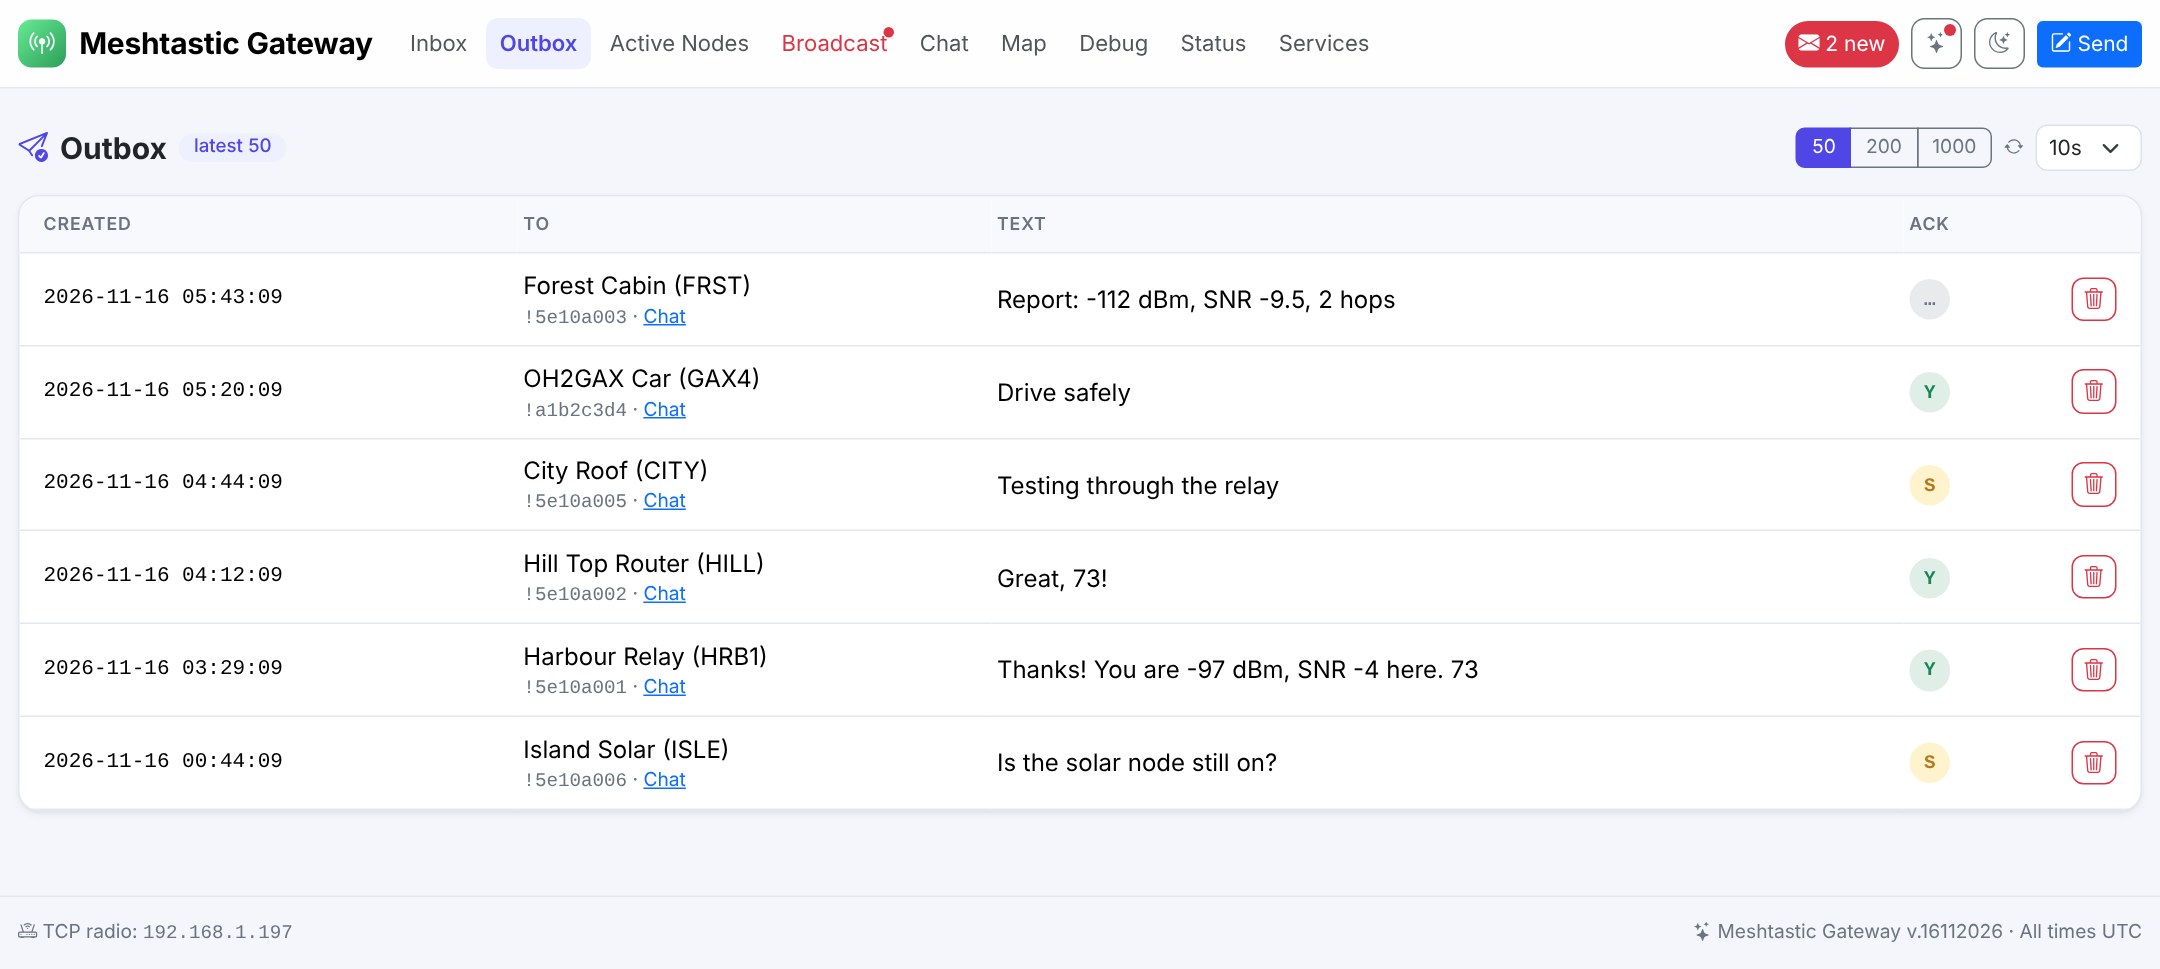 Meshtastic Gateway Inbox Outbox Active Nodes Broadcast Chat Map Debug Status Services 2 new Send
Outbox latest 50 50 200 1000 10s
CREATED TO TEXT ACK
2026-11-16 05:43:09 Forest Cabin (FRST) Report: -112 dBm, SNR -9.5, 2 hops ...
!5e10a003 · Chat
2026-11-16 05:20:09 OH2GAX Car (GAX4) Drive safely Y
!a1b2c3d4 · Chat
2026-11-16 04:44:09 City Roof (CITY) Testing through the relay S
!5e10a005 · Chat
2026-11-16 04:12:09 Hill Top Router (HILL) Great, 73! Y
!5e10a002 · Chat
2026-11-16 03:29:09 Harbour Relay (HRB1) Thanks! You are -97 dBm, SNR -4 here. 73 Y
!5e10a001 · Chat
2026-11-16 00:44:09 Island Solar (ISLE) Is the solar node still on? S
!5e10a006 · Chat
TCP radio: 192.168.1.197 Meshtastic Gateway v.16112026 · All times UTC